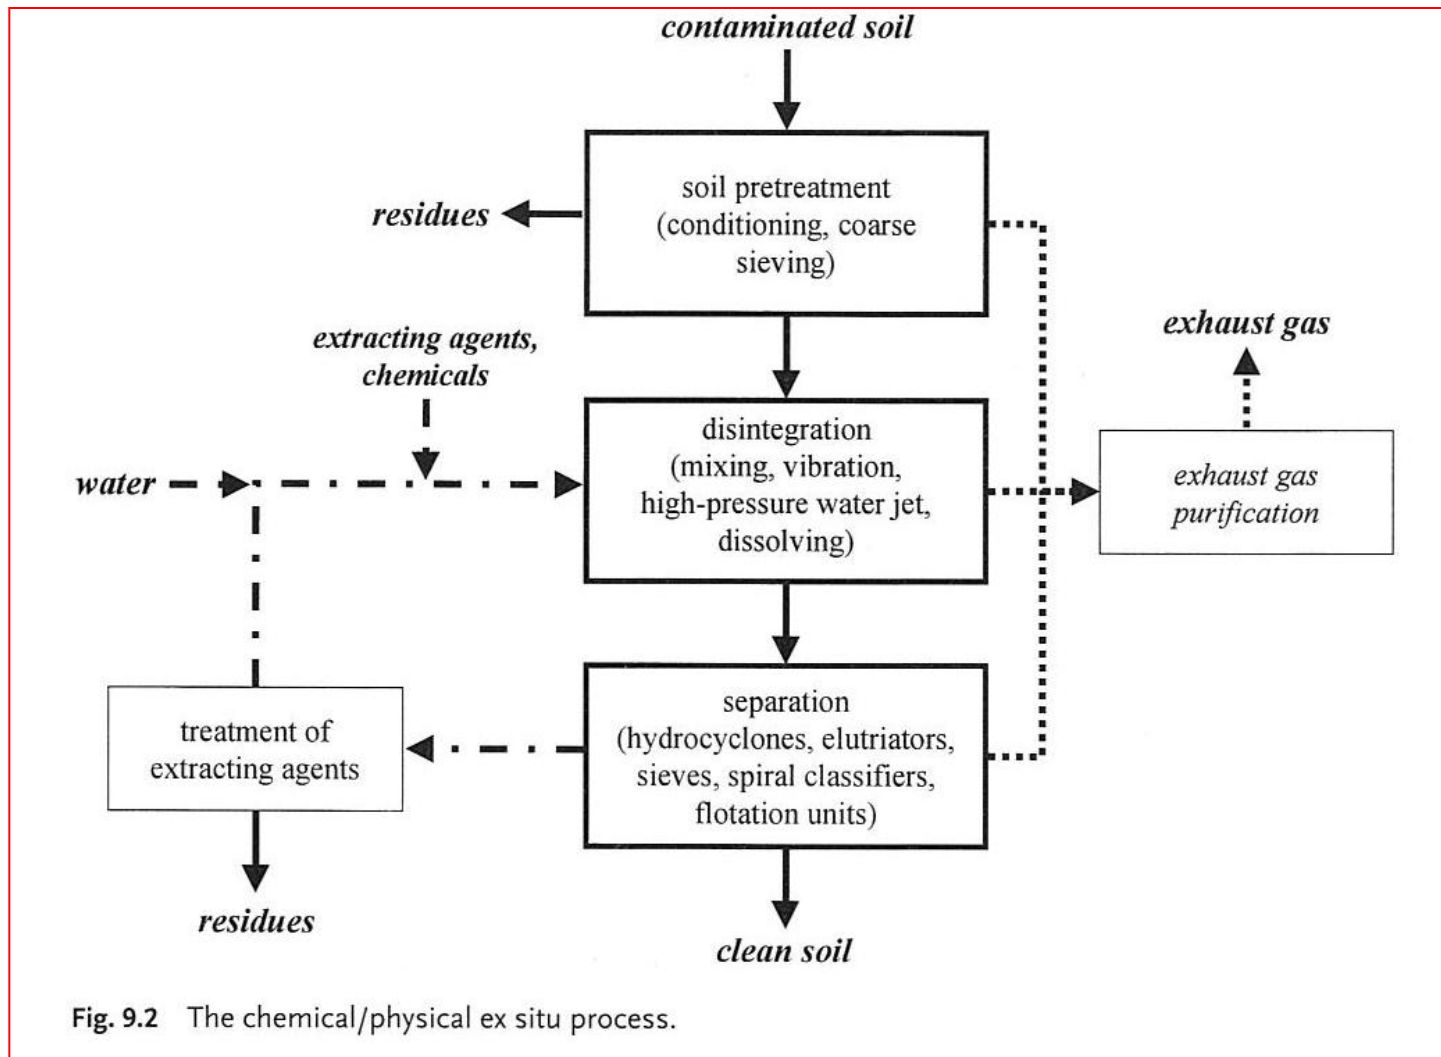 contaminated soil
soil pretreatment
(conditioning, coarse
sieving)
residues
extracting agents,
chemicals
exhaust gas
disintegration
(mixing, vibration,
high-pressure water jet,
dissolving)
water
exhaust gas
purification
separation
(hydrocyclones, elutriators,
sieves, spiral classifiers,
flotation units)
treatment of
extracting agents
residues
clean soil
Fig. 9.2 The chemical/physical ex situ process.